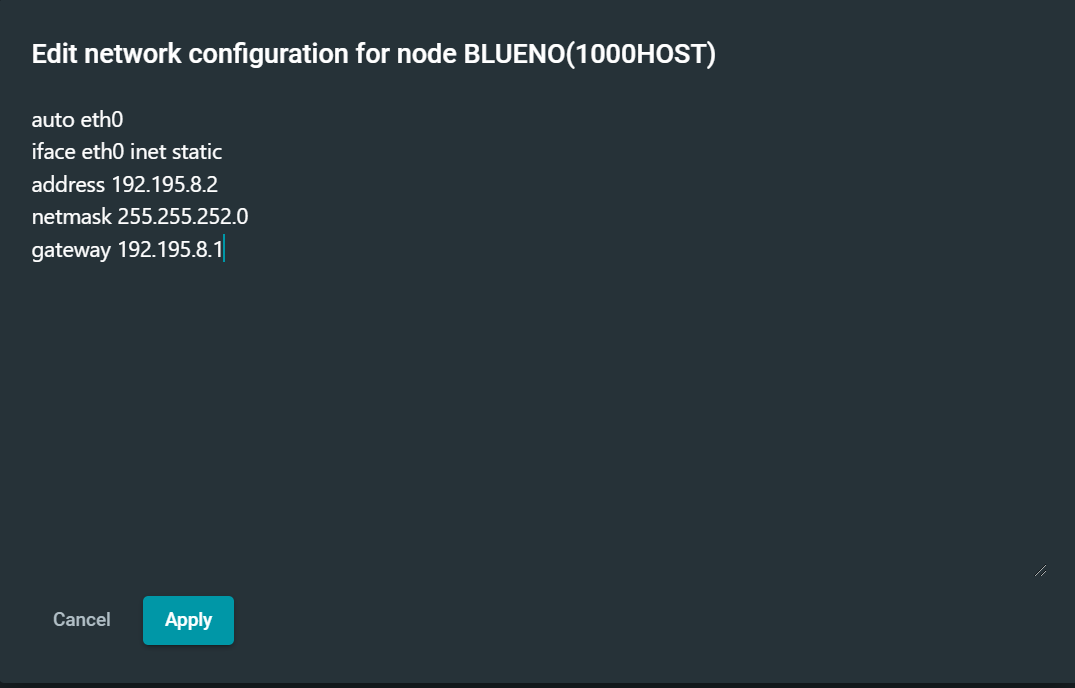 Edit network configuration for node BLUENO(1000HOST)
auto eth0
iface eth0 inet static
address 192.195.8.2
netmask 255.255.252.0
gateway 192.195.8.1
Cancel
Apply